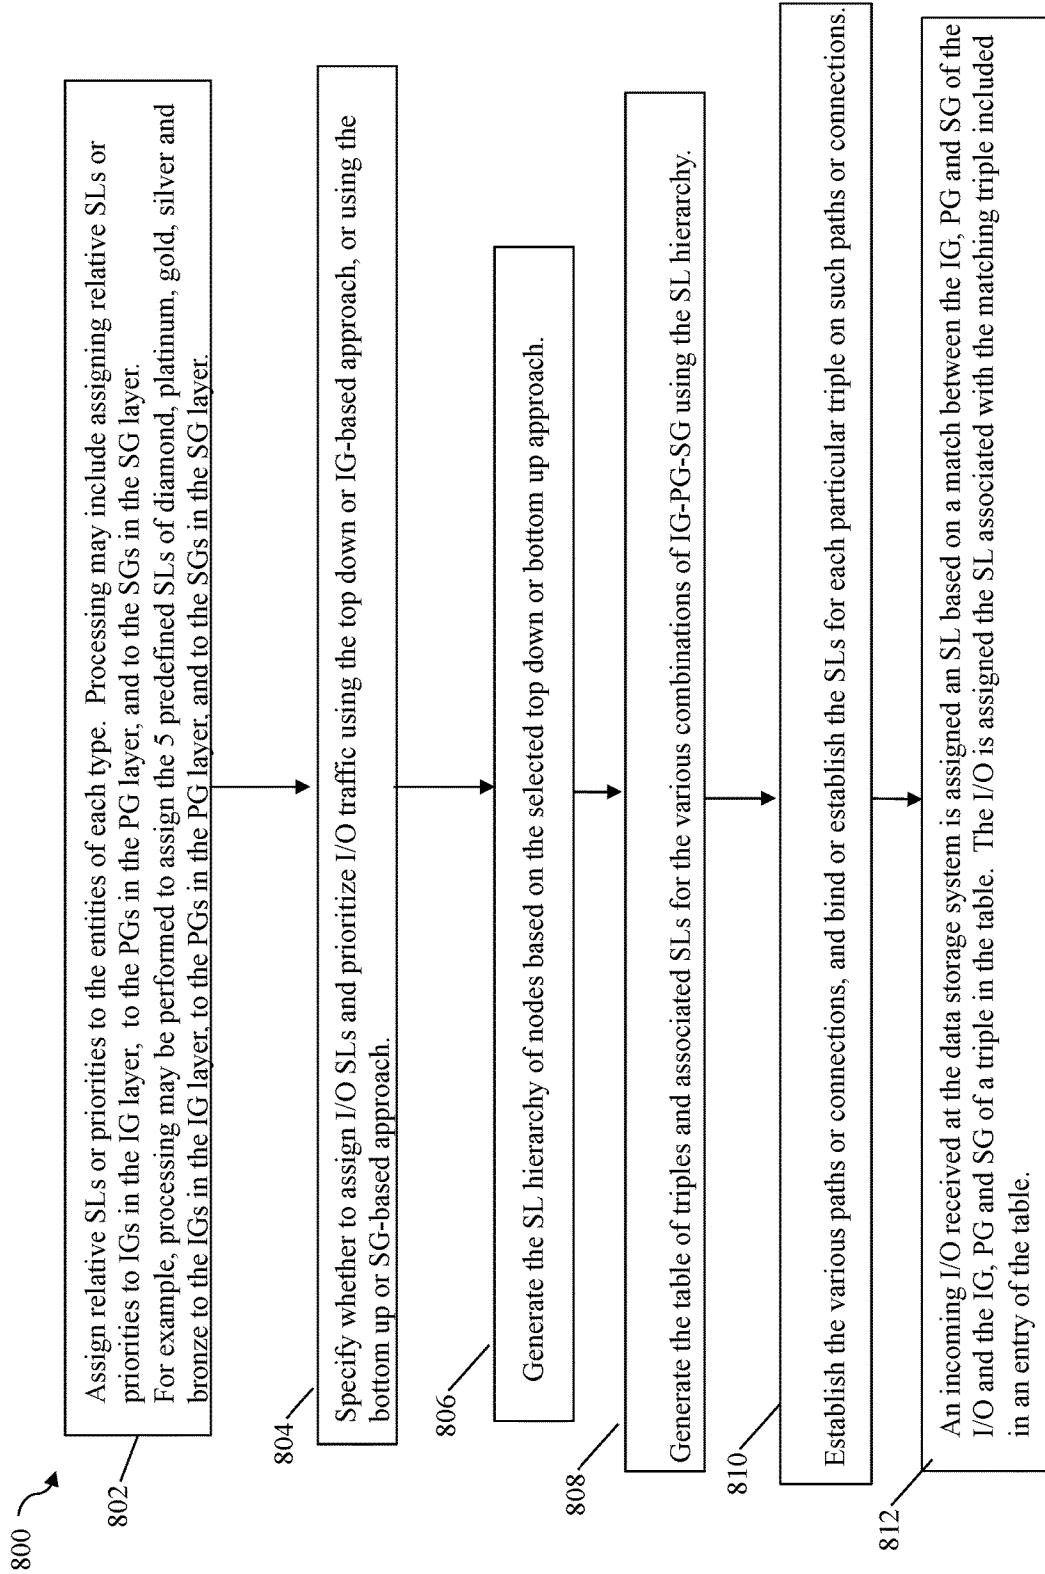 800
802
Assign relative SLs or priorities to the entities of each type. Processing may include assigning relative SLs or
priorities to IGs in the IG layer, to the PGs in the PG layer, and to the SGs in the SG layer.
For example, processing may be performed to assign the 5 predefined SLs of diamond, platinum, gold, silver and
bronze to the IGs in the IG layer, to the PGs in the PG layer, and to the SGs in the SG layer.
804
Specify whether to assign I/O SLs and prioritize I/O traffic using the top down or IG-based approach, or using the
bottom up or SG-based approach.
806
Generate the SL hierarchy of nodes based on the selected top down or bottom up approach.
808
Generate the table of triples and associated SLs for the various combinations of IG-PG-SG using the SL hierarchy.
810
Establish the various paths or connections, and bind or establish the SLs for each particular triple on such paths or connections.
812
An incoming I/O received at the data storage system is assigned an SL based on a match between the IG, PG and SG of the
I/O and the IG, PG and SG of a triple in the table. The I/O is assigned the SL associated with the matching triple included
in an entry of the table.